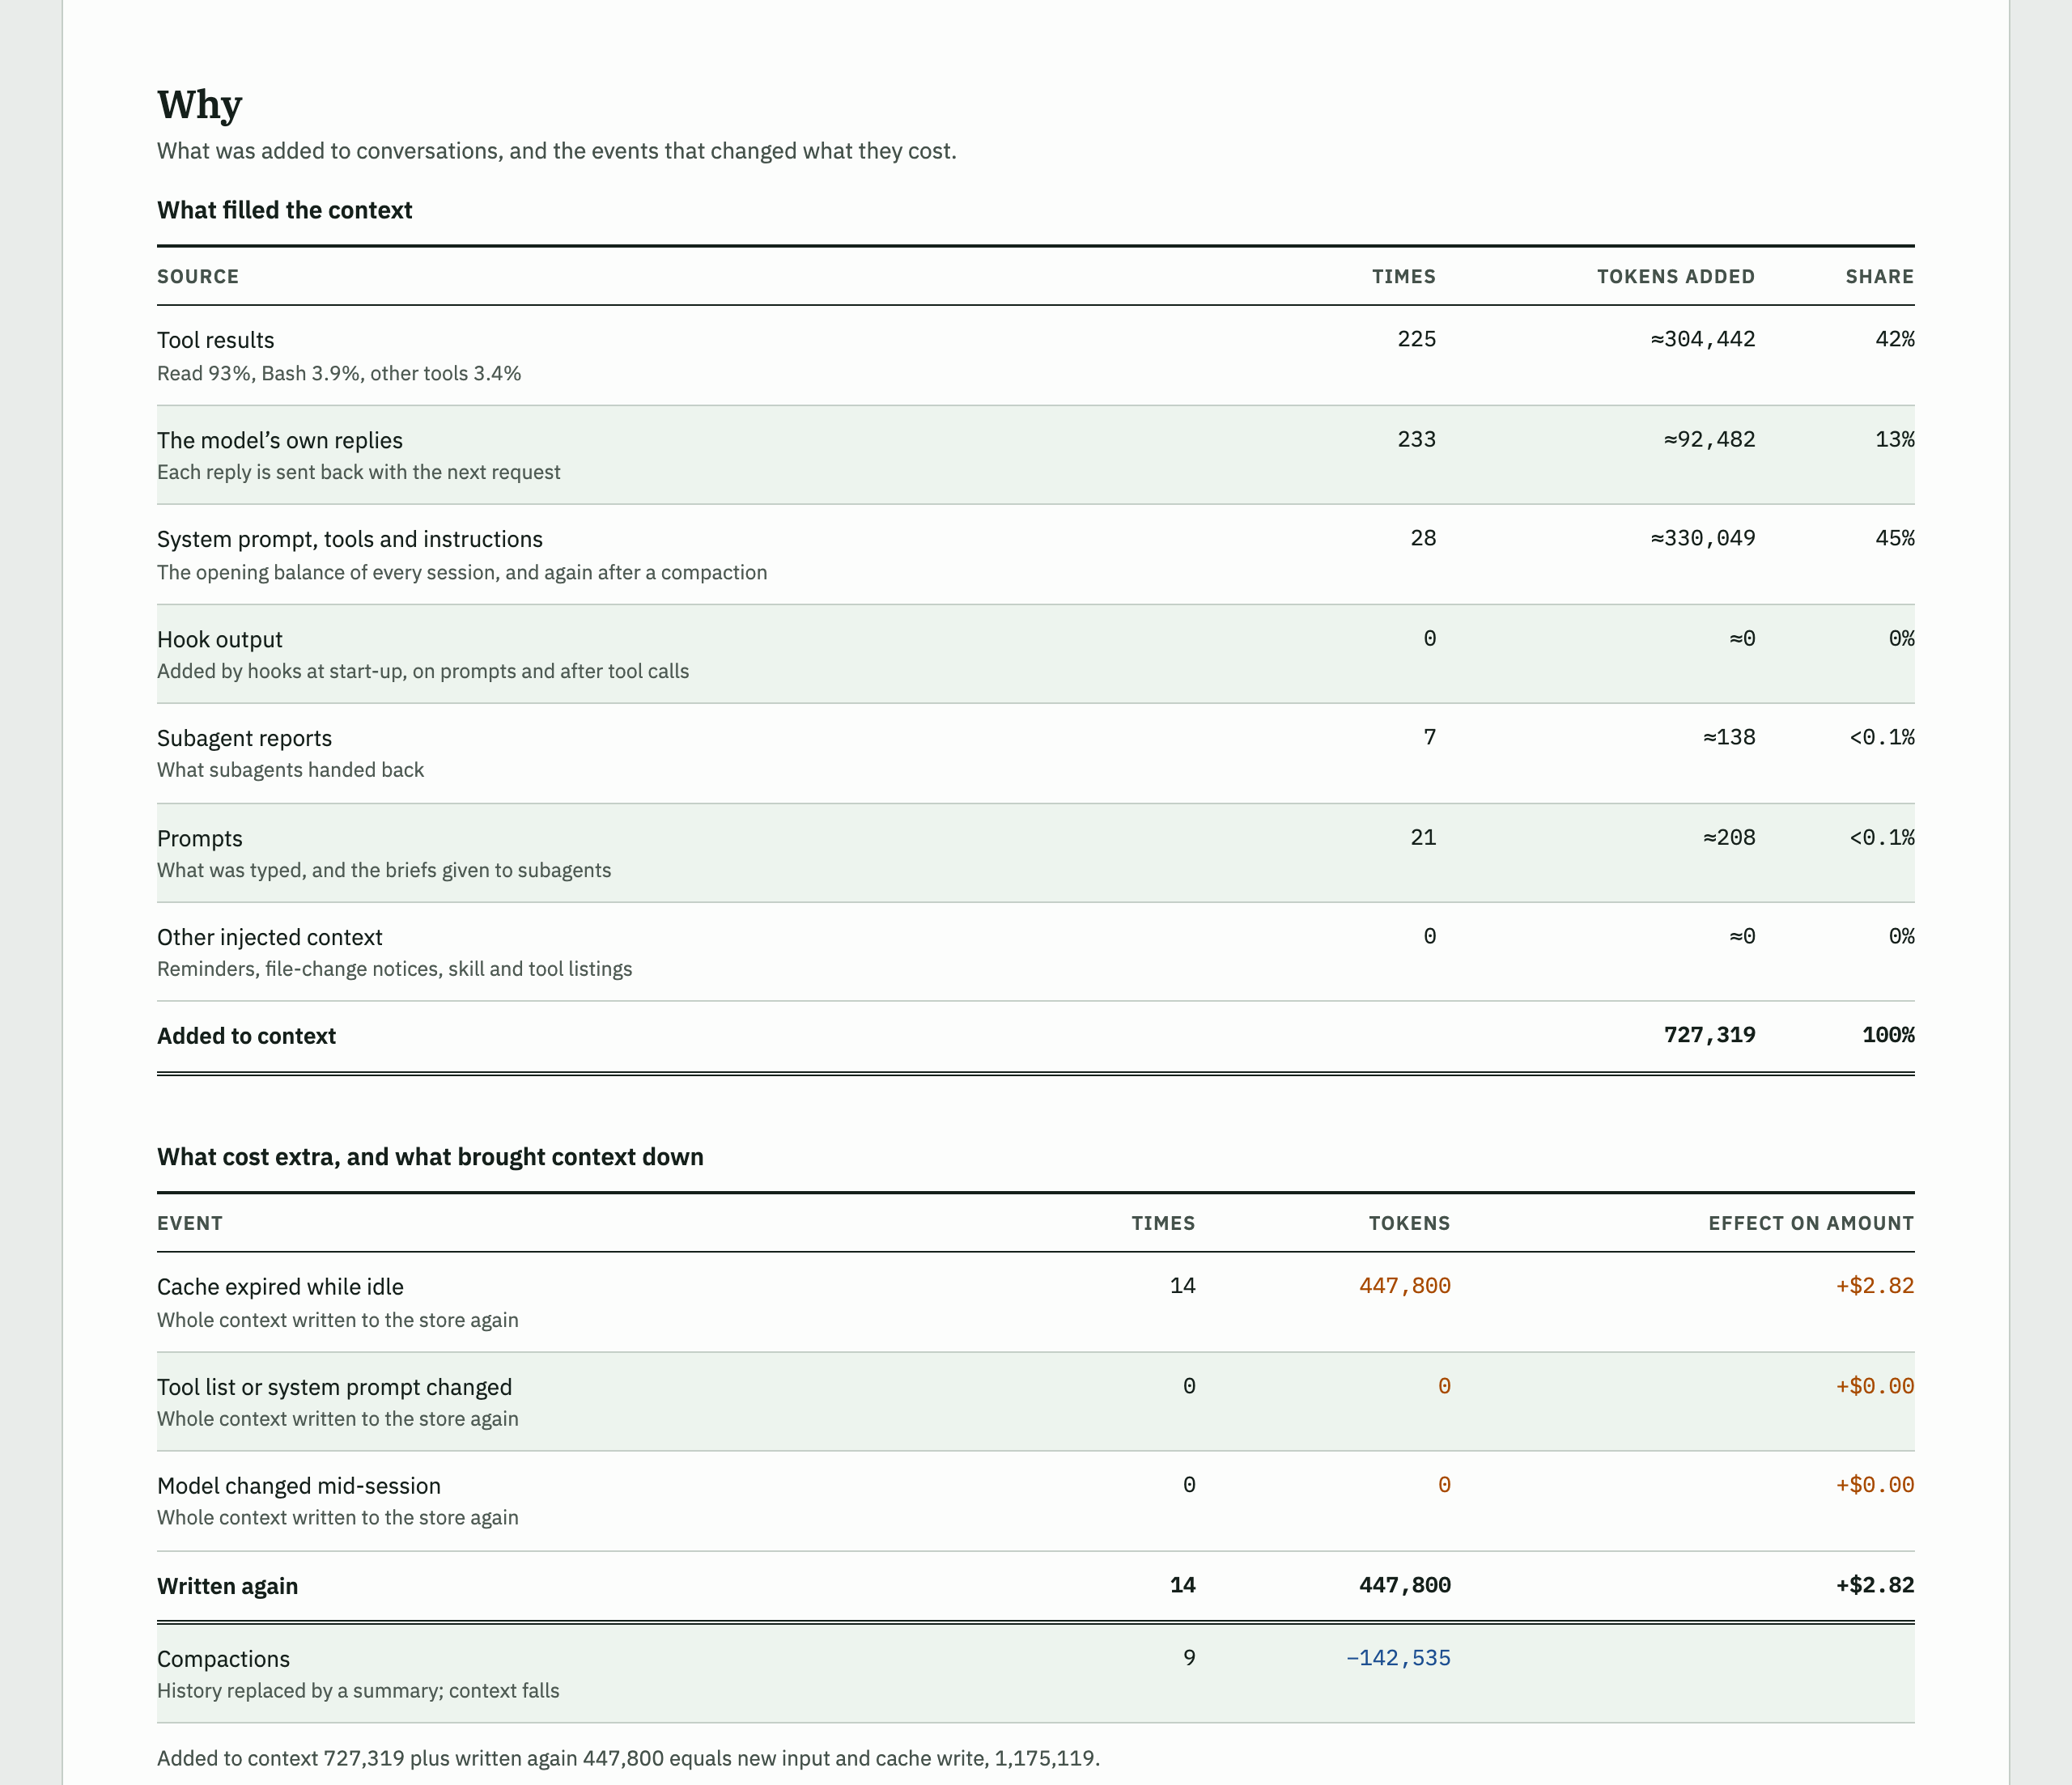 Why
What was added to conversations, and the events that changed what they cost.
What filled the context
SOURCE TIMES TOKENS ADDED SHARE
Tool results 225 ≈304,442 42%
Read 93%, Bash 3.9%, other tools 3.4%
The model’s own replies 233 ≈92,482 13%
Each reply is sent back with the next request
System prompt, tools and instructions 28 ≈330,049 45%
The opening balance of every session, and again after a compaction
Hook output 0 ≈0 0%
Added by hooks at start-up, on prompts and after tool calls
Subagent reports 7 ≈138 <0.1%
What subagents handed back
Prompts 21 ≈208 <0.1%
What was typed, and the briefs given to subagents
Other injected context 0 ≈0 0%
Reminders, file-change notices, skill and tool listings
Added to context 727,319 100%
What cost extra, and what brought context down
EVENT TIMES TOKENS EFFECT ON AMOUNT
Cache expired while idle 14 447,800 +$2.82
Whole context written to the store again
Tool list or system prompt changed 0 0 +$0.00
Whole context written to the store again
Model changed mid-session 0 0 +$0.00
Whole context written to the store again
Written again 14 447,800 +$2.82
Compactions 9 −142,535
History replaced by a summary; context falls
Added to context 727,319 plus written again 447,800 equals new input and cache write, 1,175,119.